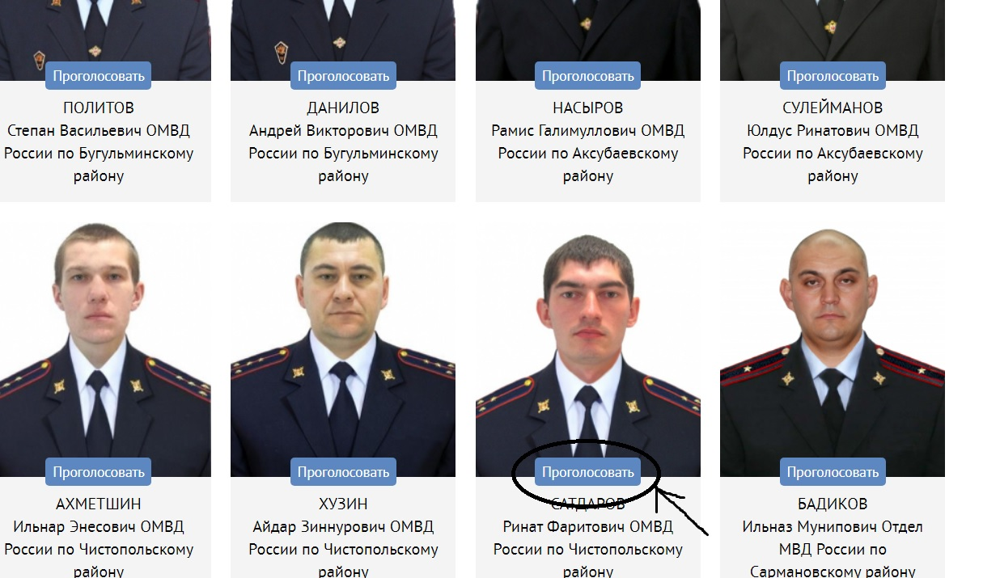 Проголосовать
Проголосовать
Проголосовать
Проголосовать
ПОЛИТОВ
Степан Васильевич ОМВД
России по Бугульминскому
району
ДАНИЛОВ
Андрей Викторович ОМВД
России по Бугульминскому
району
НАСЫРОВ
Рамис Галимуллович ОМВД
России по Аксубаевскому
району
СУЛЕЙМАНОВ
Юлдус Ринатович ОМВД
России по Аксубаевскому
району
Проголосовать
Проголосовать
Проголосовать
Проголосовать
АХМЕТШИН
Ильнар Энесович ОМВД
России по Чистопольскому
району
ХУЗИН
Айдар Зиннурович ОМВД
России по Чистопольскому
району
САТДАРОВ
Ринат Фаритович ОМВД
России по Чистопольскому
району
БАДИКОВ
Ильназ Мунипович Отдел
МВД России по
Сармановскому району